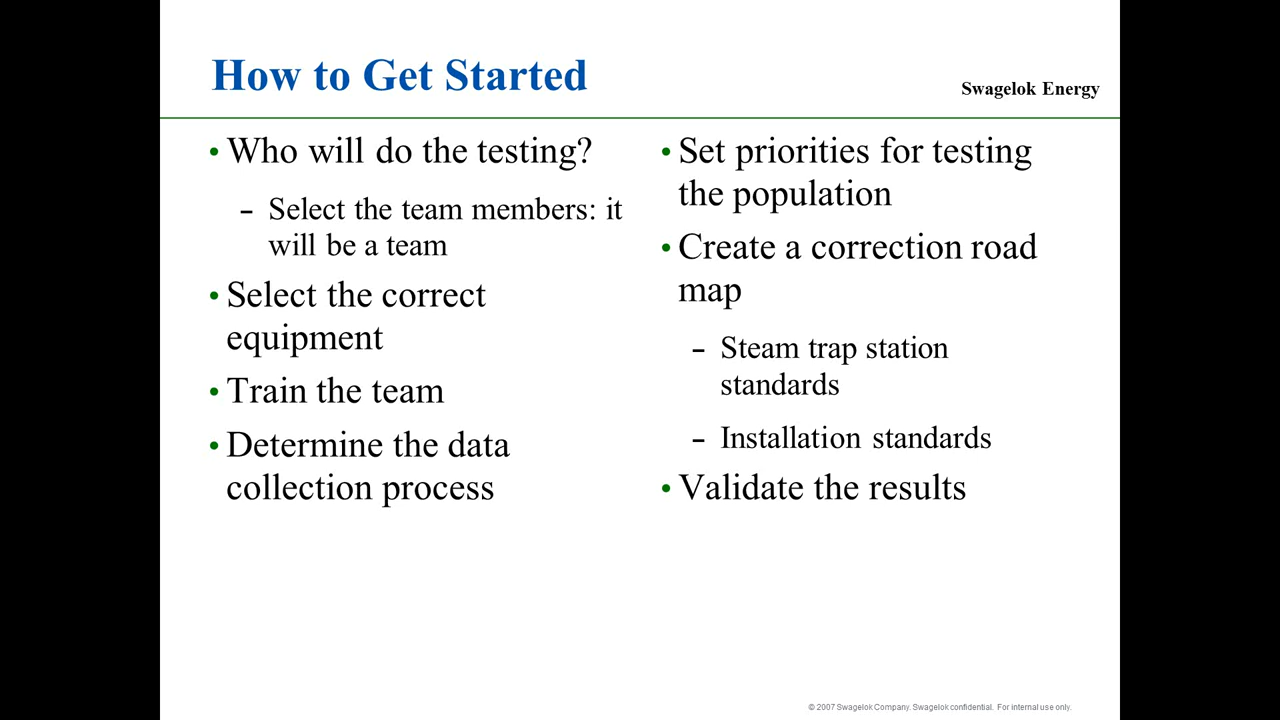 How to Get Started
Swagelok Energy
• Who will do the testing?
– Select the team members: it
will be a team
• Select the correct
equipment
• Train the team
• Determine the data
collection process
• Set priorities for testing
the population
• Create a correction road
map
– Steam trap station
standards
– Installation standards
• Validate the results
© 2007 Swagelok Company. Swagelok confidential. For internal use only.